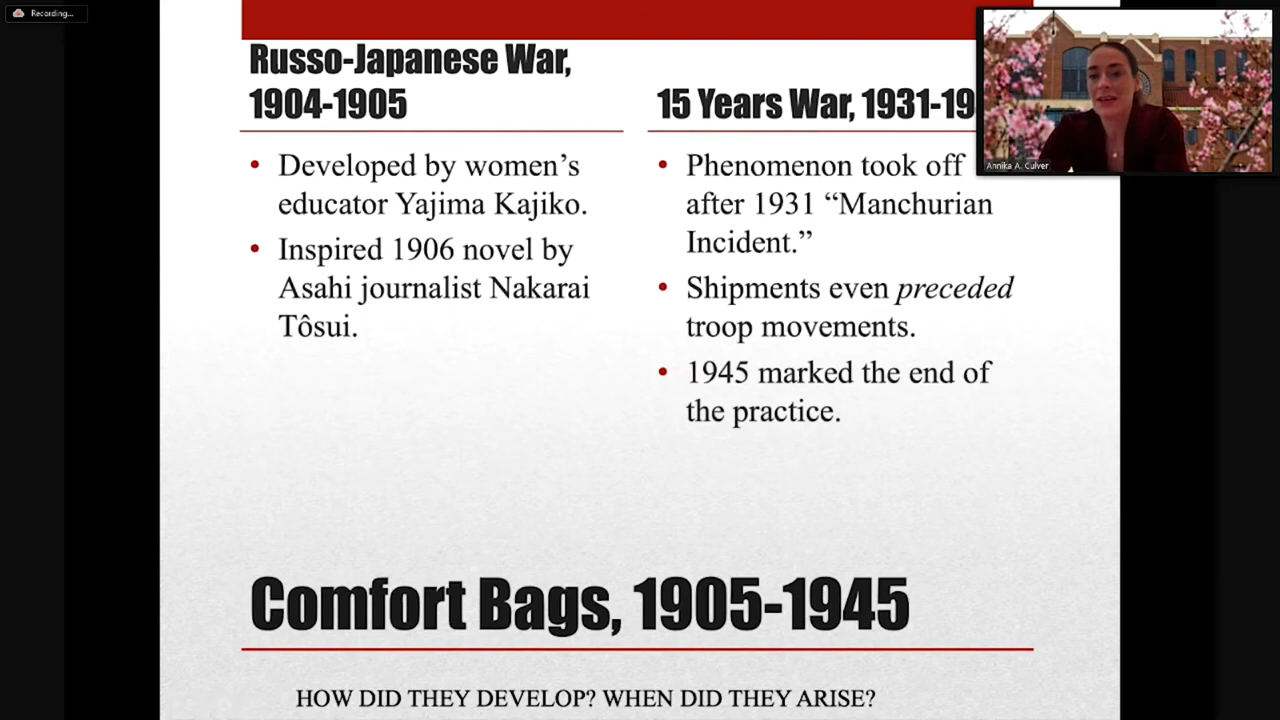 Recording...
Russo-Japanese War,
1904-1905
• Developed by women's
educator Yajima Kajiko.
• Inspired 1906 novel by
Asahi journalist Nakarai
Tôsui.
15 Years War, 1931-19
• Phenomenon took off
after 1931 “Manchurian
Incident.”
• Shipments even preceded
troop movements.
• 1945 marked the end of
the practice.
Annika A. Culver
Comfort Bags, 1905-1945
HOW DID THEY DEVELOP? WHEN DID THEY ARISE?